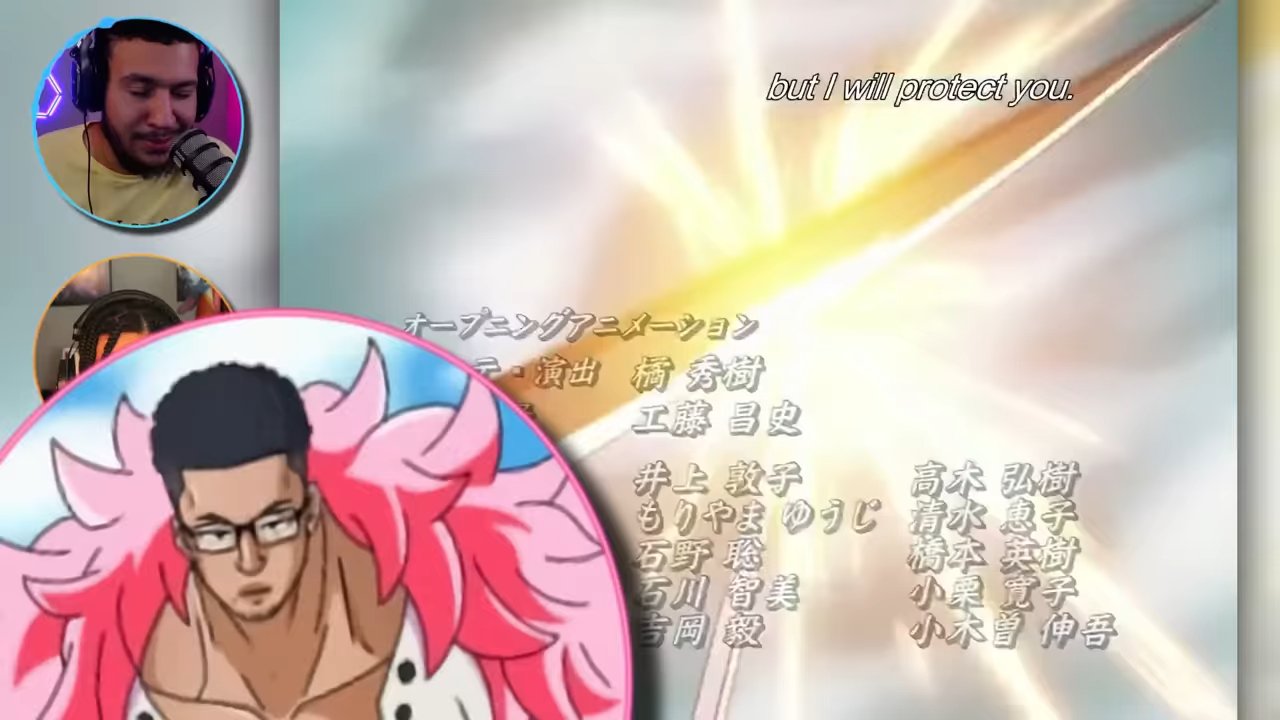 but I will protect you.
オープニングアニメーション
・演出 橘 秀樹
工藤 昌史
井上 敦子 高木 弘樹
もりやま ゆうじ 清水 恵子
石野 聡 橋本 英樹
石川 智美 小栗 寛子
吉岡 毅 小木曽 伸吾